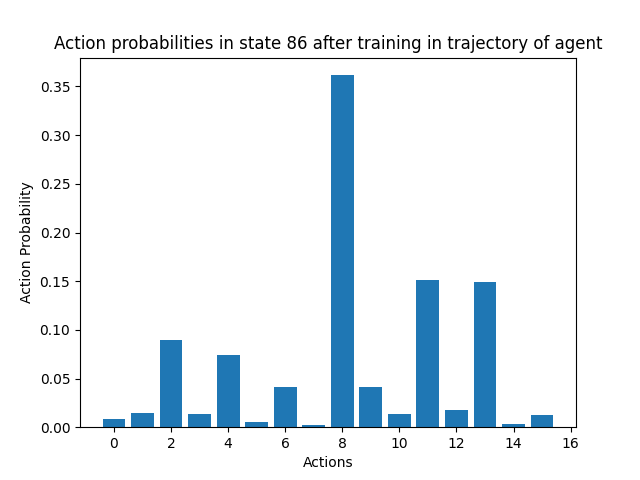 Action probabilities in state 86 after training in trajectory of agent
0.35
0.30
0.25
0.20
0.15
0.10
0.05
0.00
Action Probability
0 2 4 6 8 10 12 14 16
Actions